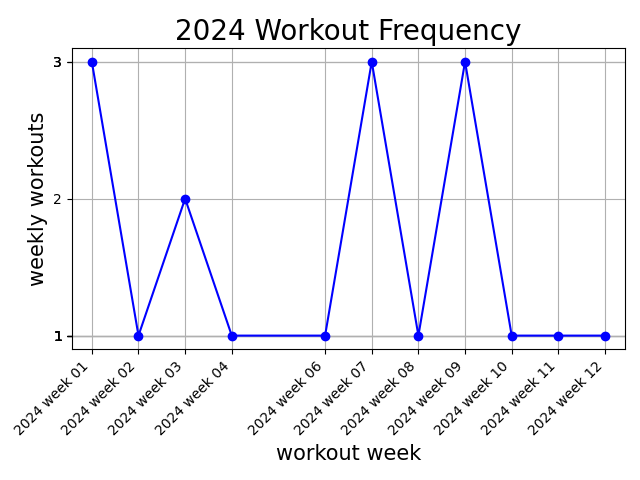 2024 Workout Frequency
weekly workouts
3
2
1
2024 week 01
2024 week 02
2024 week 03
2024 week 04
2024 week 06
2024 week 07
2024 week 08
2024 week 09
2024 week 10
2024 week 11
2024 week 12
workout week